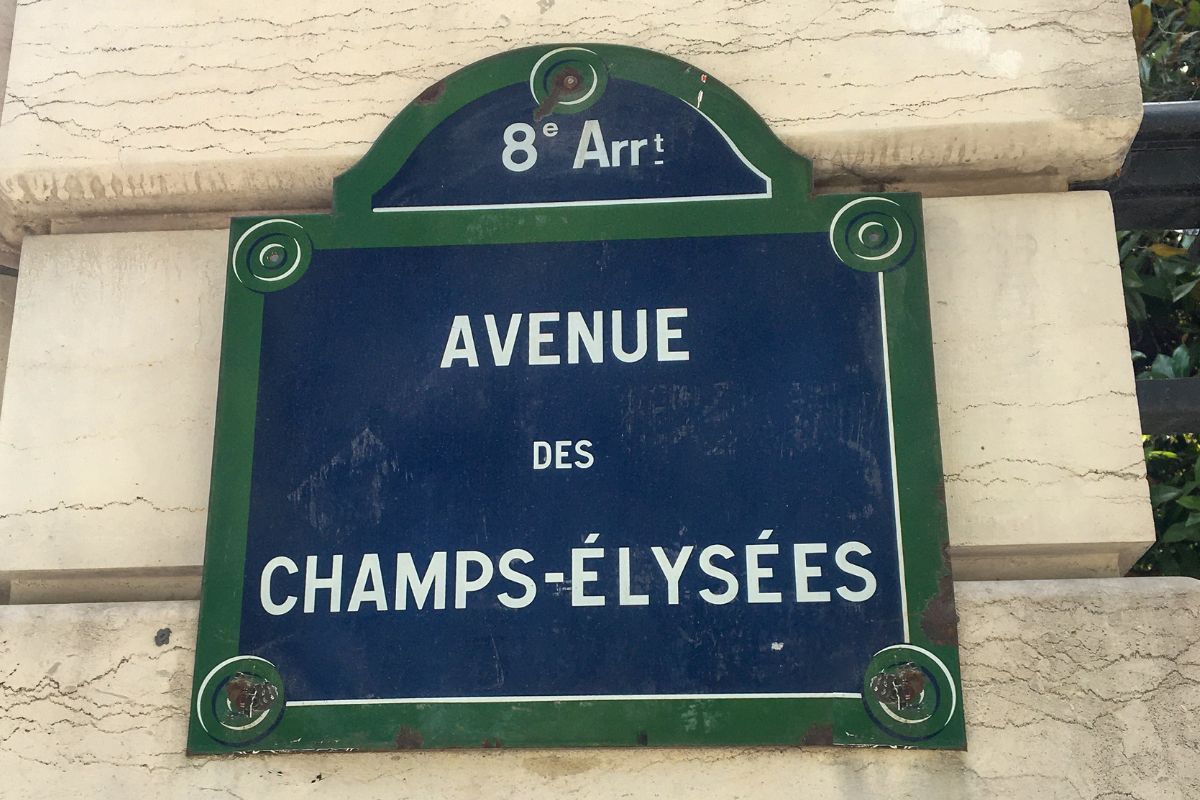 8e Arrt
AVENUE
DES
CHAMPS-ÉLYSÉES